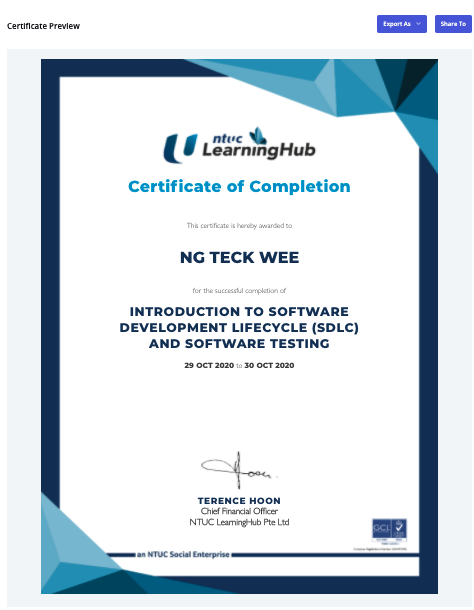 Certificate Preview
Export As
Share To
ntuc
LearningHub
Certificate of Completion
This certificate is hereby awarded to
NG TECK WEE
for the successful completion of
INTRODUCTION TO SOFTWARE
DEVELOPMENT LIFECYCLE (SDLC)
AND SOFTWARE TESTING
29 OCT 2020 to 30 OCT 2020
Hoon
TERENCE HOON
Chief Financial Officer
NTUC LearningHub Pte Ltd
GCL
an NTUC Social Enterprise